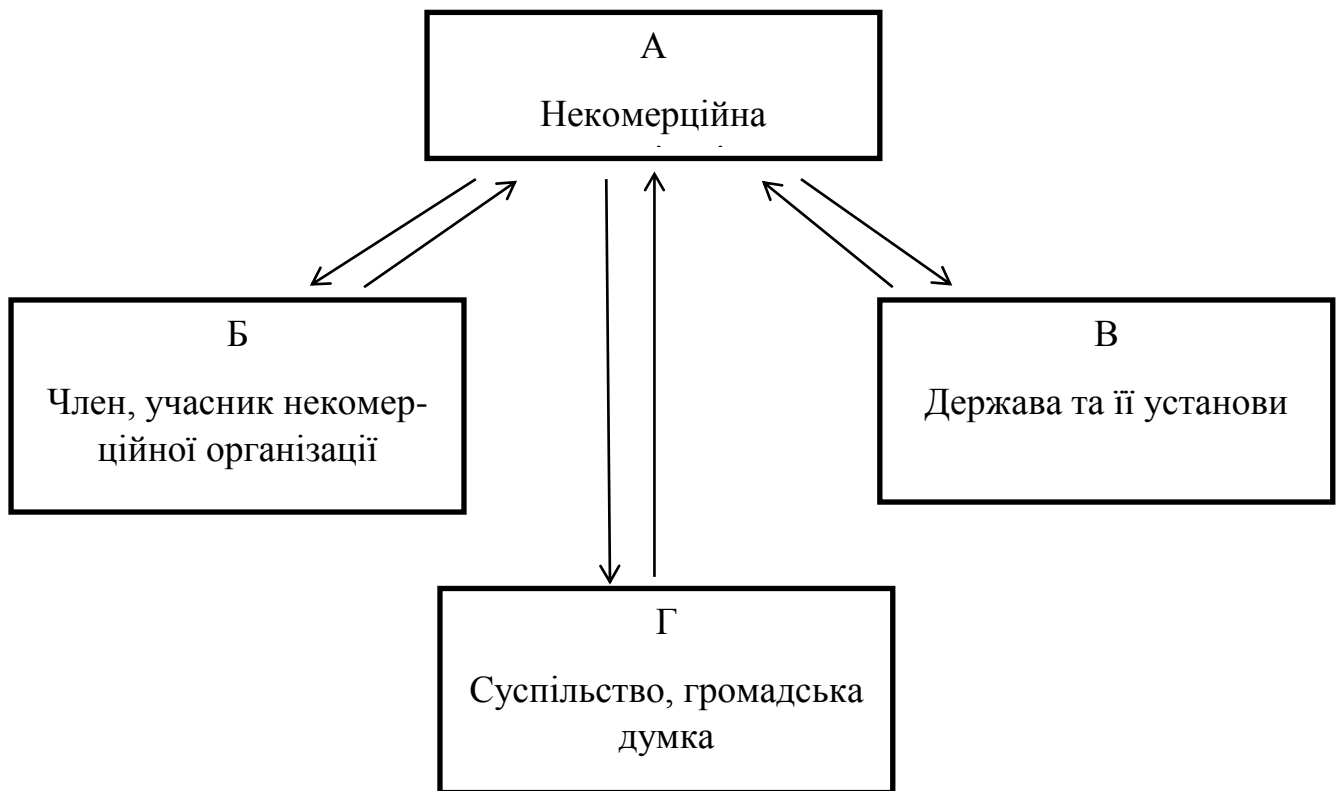 А
Некомерційна
Б
Член, учасник некомер-
ційної організації
В
Держава та її установи
Г
Суспільство, громадська
думка